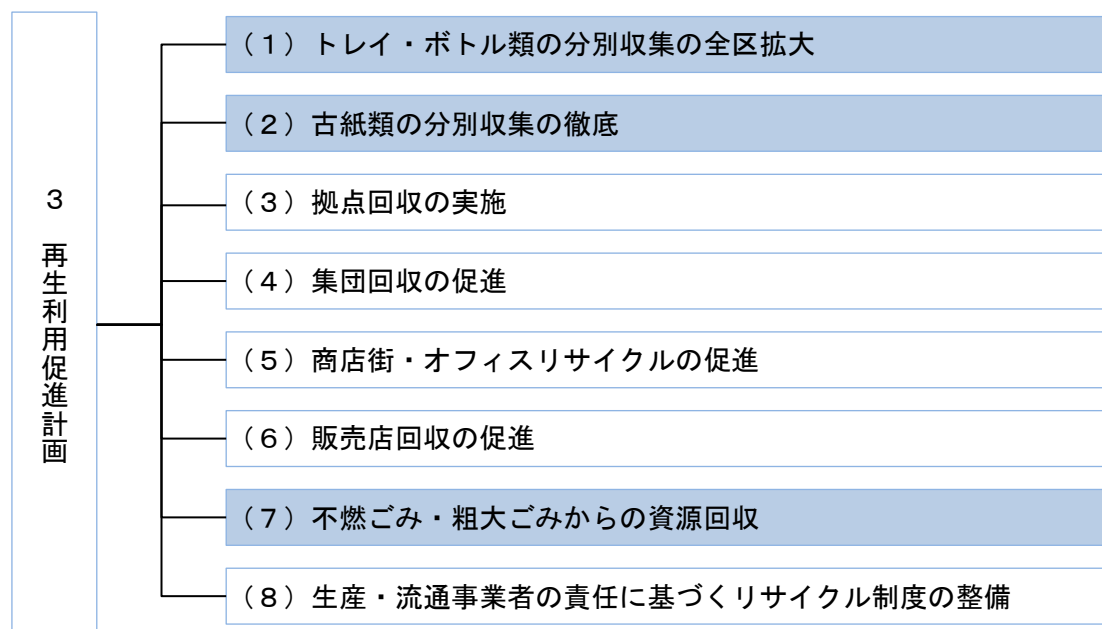 3 再生利用促進計画
（1）トレイ・ボトル類の分別収集の全区拡大
（2）古紙類の分別収集の徹底
（3）拠点回収の実施
（4）集団回収の促進
（5）商店街・オフィスリサイクルの促進
（6）販売店回収の促進
（7）不燃ごみ・粗大ごみからの資源回収
（8）生産・流通事業者の責任に基づくリサイクル制度の整備